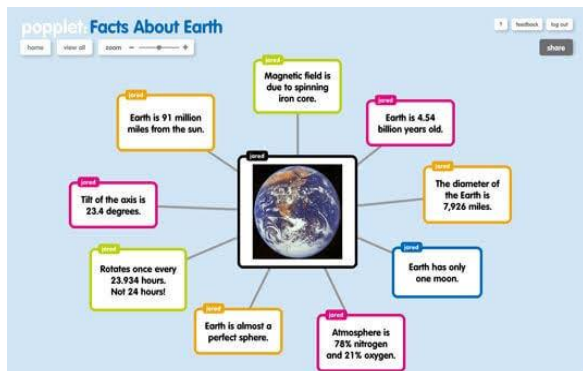 popplet: Facts About Earth
home
view all
zoom - +
?
feedback
log out
share
jared
Magnetic field is
due to spinning
iron core.
jared
Earth is 91 million
miles from the sun.
jared
Earth is 4.54
billion years old.
jared
jared
Tilt of the axis is
23.4 degrees.
jared
The diameter of
the Earth is
7,926 miles.
jared
Rotates once every
23.934 hours.
Not 24 hours!
jared
Earth has only
one moon.
jared
Earth is almost a
perfect sphere.
jared
Atmosphere is
78% nitrogen
and 21% oxygen.